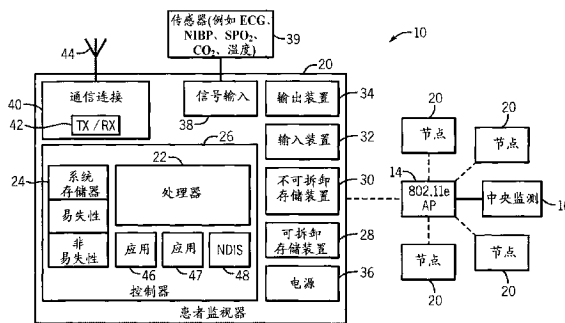 传感器(例如 ECG、
NIBP、SPO₂、
CO₂、温度)
39
10
44
20
40
通信连接
42
TX/RX
信号输入
38
输出装置
34
输入装置
32
不可拆卸
存储装置
30
可拆卸
存储装置
28
电源
36
26
22
24
系统
存储器
易失性
非
易失性
处理器
应用
46
应用
47
NDIS
48
控制器
患者监视器
20
节点
20
节点
14
802.11e
AP
中央监测
节点
20
节点
20